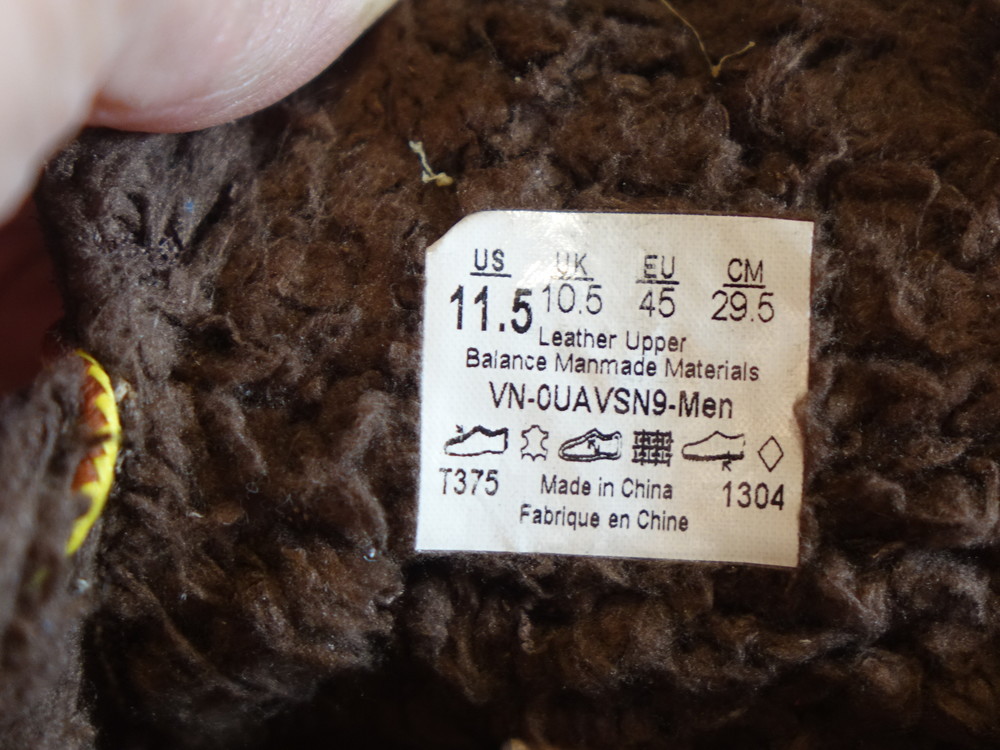 US UK EU CM
11.5 10.5 45 29.5
Leather Upper
Balance Manmade Materials
VN-0UAVSN9-Men
T375 Made in China 1304
Fabrique en Chine